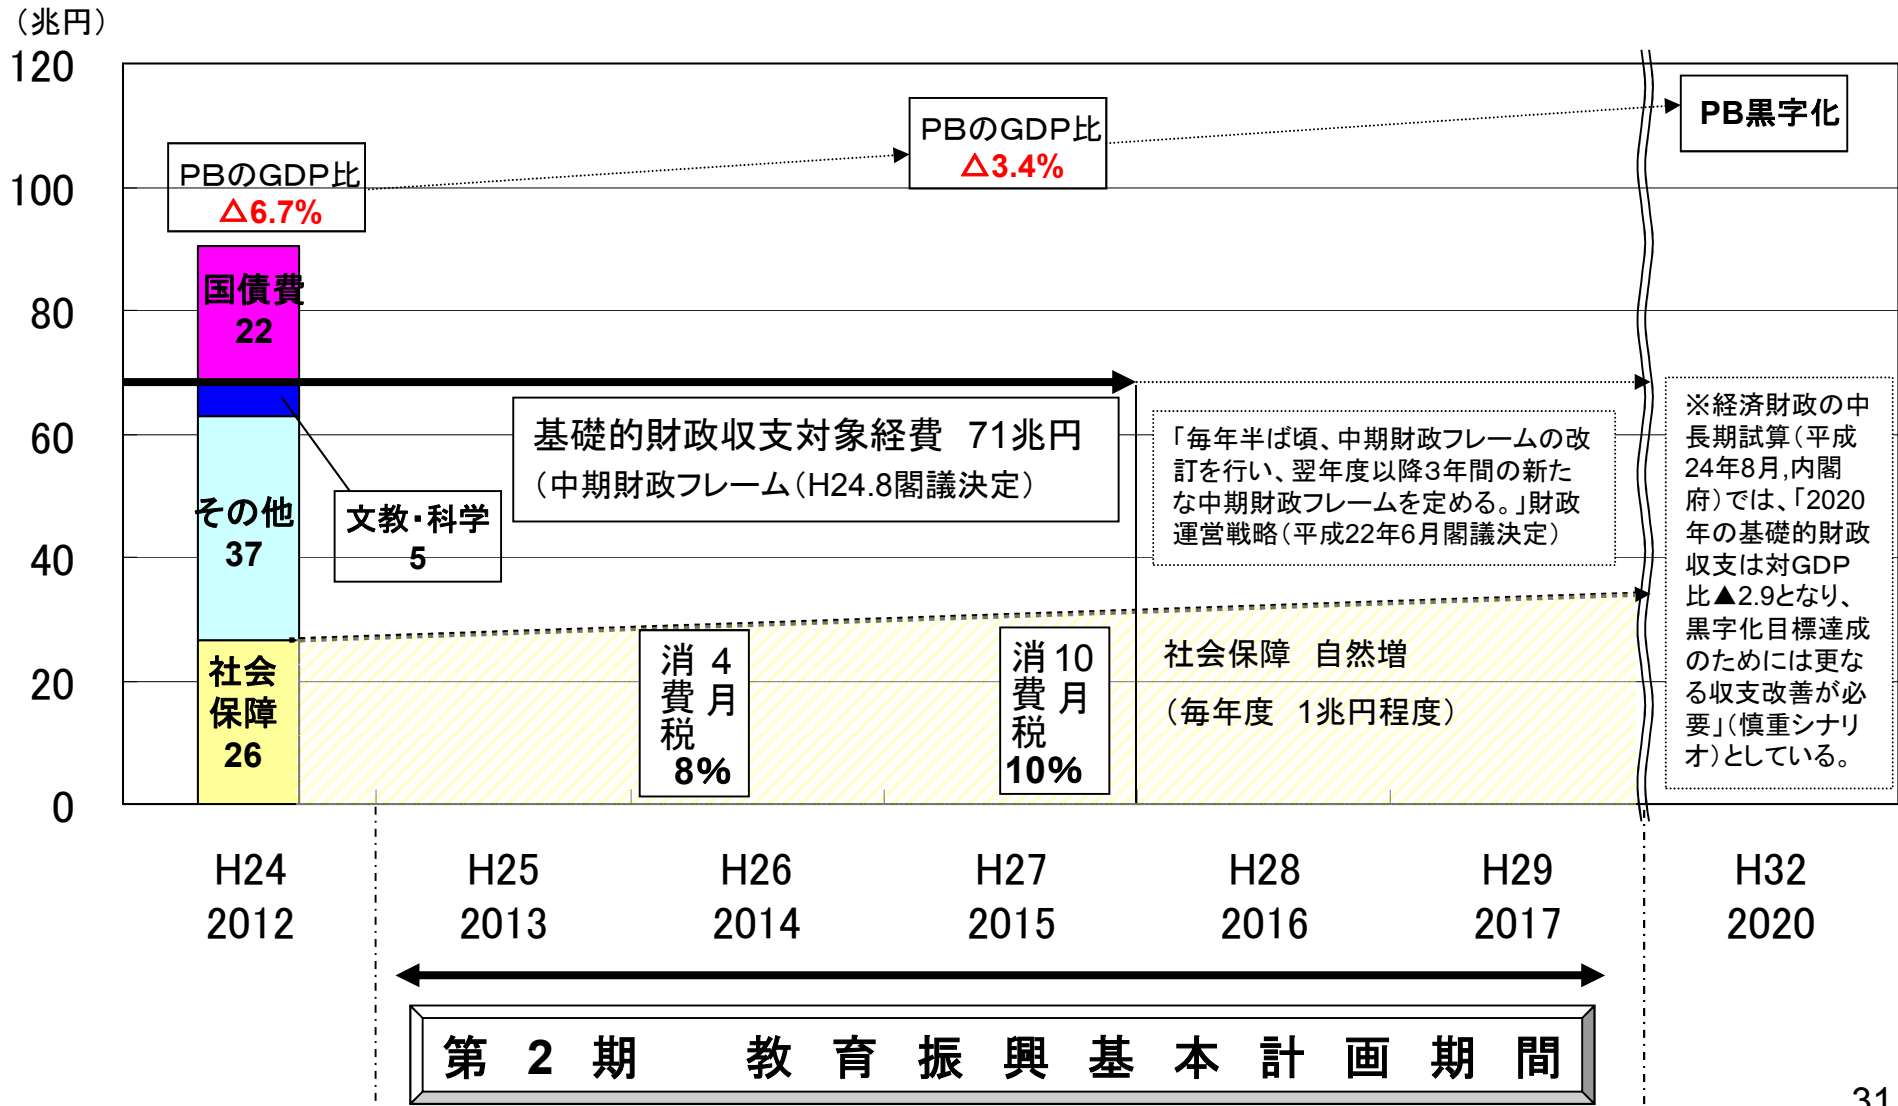 （兆円）
120
100
80
60
40
20
0
PBのGDP比
△6.7%
PBのGDP比
△3.4%
PB黒字化
国債費
22
その他
37
社会
保障
26
文教・科学
5
基礎的財政収支対象経費 71兆円
（中期財政フレーム（H24.8閣議決定）
「毎年半ば頃、中期財政フレームの改
訂を行い、翌年度以降3年間の新た
な中期財政フレームを定める。」財政
運営戦略（平成22年6月閣議決定）
※経済財政の中
長期試算（平成
24年8月,内閣
府）では、「2020
年の基礎的財政
収支は対GDP
比▲2.9となり、
黒字化目標達成
のためには更な
る収支改善が必
要」（慎重シナリ
オ）としている。
4月
消費税
8%
10月
消費税
10%
社会保障 自然増
（毎年度 1兆円程度）
H24
2012
H25
2013
H26
2014
H27
2015
H28
2016
H29
2017
H32
2020
第2期 教育振興基本計画期間
31